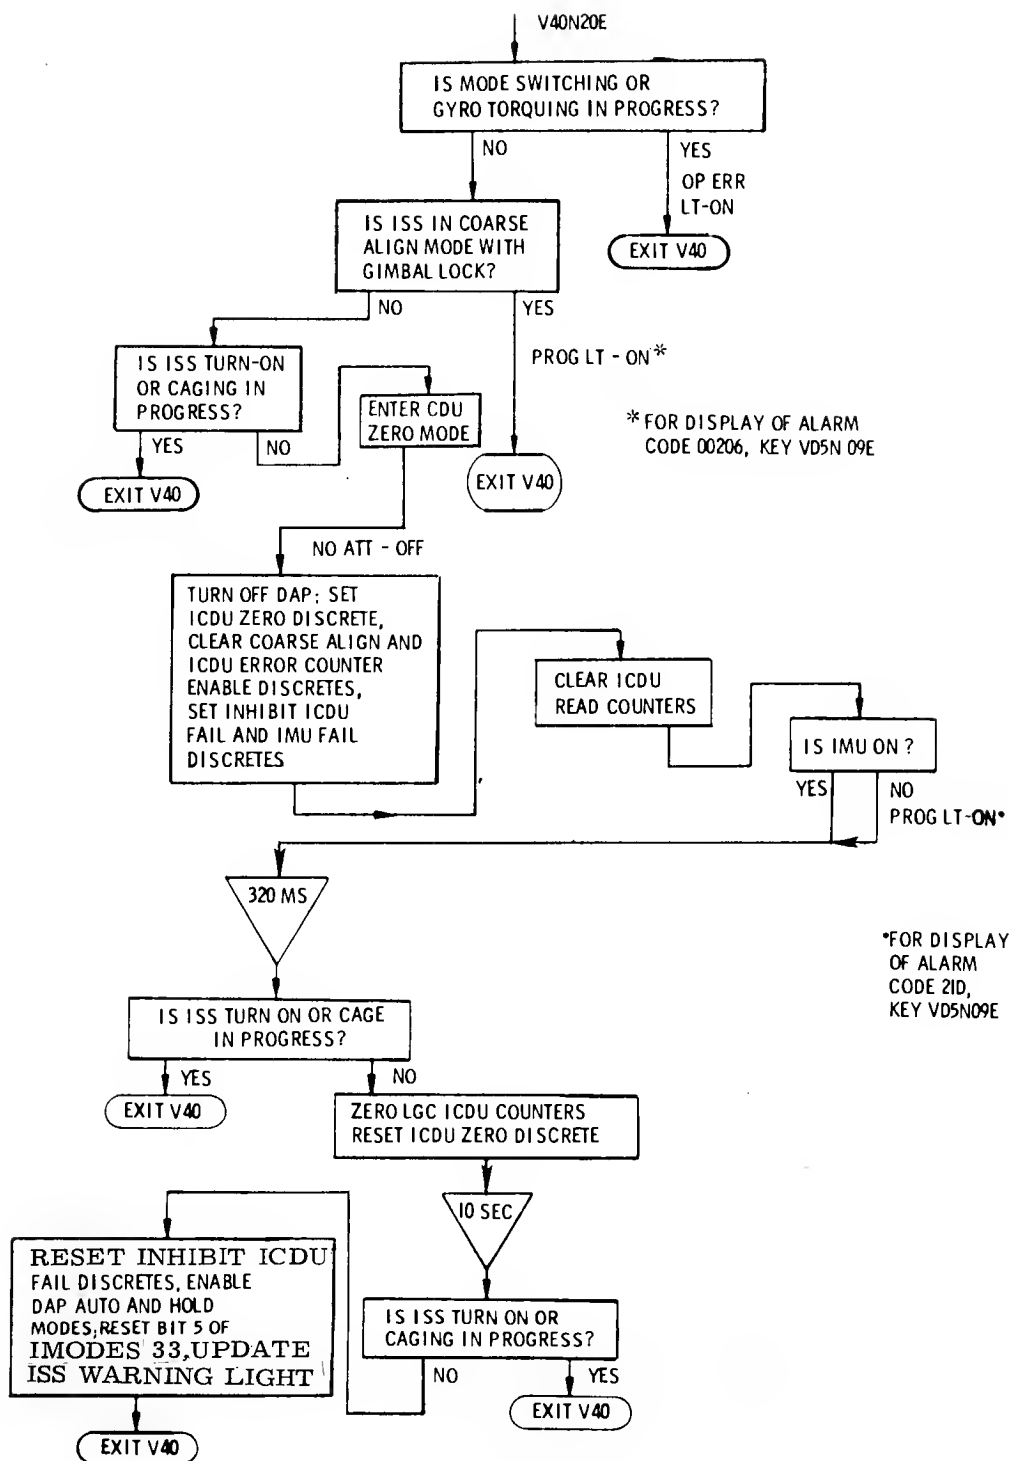 V40N20E
IS MODE SWITCHING OR
GYRO TORQUING IN PROGRESS?
NO
YES
OP ERR
LT-ON
EXIT V40
IS ISS IN COARSE
ALIGN MODE WITH
GIMBAL LOCK?
NO
YES
PROG LT - ON*
EXIT V40
IS ISS TURN-ON
OR CAGING IN
PROGRESS?
YES
NO
EXIT V40
ENTER CDU
ZERO MODE
* FOR DISPLAY OF ALARM
CODE 00206, KEY VD5N 09E
NO ATT - OFF
TURN OFF DAP; SET
ICDU ZERO DISCRETE,
CLEAR COARSE ALIGN AND
ICDU ERROR COUNTER
ENABLE DISCRETES,
SET INHIBIT ICDU
FAIL AND IMU FAIL
DISCRETES
CLEAR ICDU
READ COUNTERS
IS IMU ON ?
YES
NO
PROG LT-ON•
320 MS
•FOR DISPLAY
OF ALARM
CODE 21D,
KEY VD5N09E
IS ISS TURN ON OR CAGE
IN PROGRESS?
YES
NO
EXIT V40
ZERO LGC ICDU COUNTERS
RESET ICDU ZERO DISCRETE
10 SEC
IS ISS TURN ON OR
CAGING IN PROGRESS?
NO
YES
EXIT V40
RESET INHIBIT ICDU
FAIL DISCRETES, ENABLE
DAP AUTO AND HOLD
MODES;RESET BIT 5 OF
IMODES 33,UPDATE
ISS WARNING LIGHT
EXIT V40